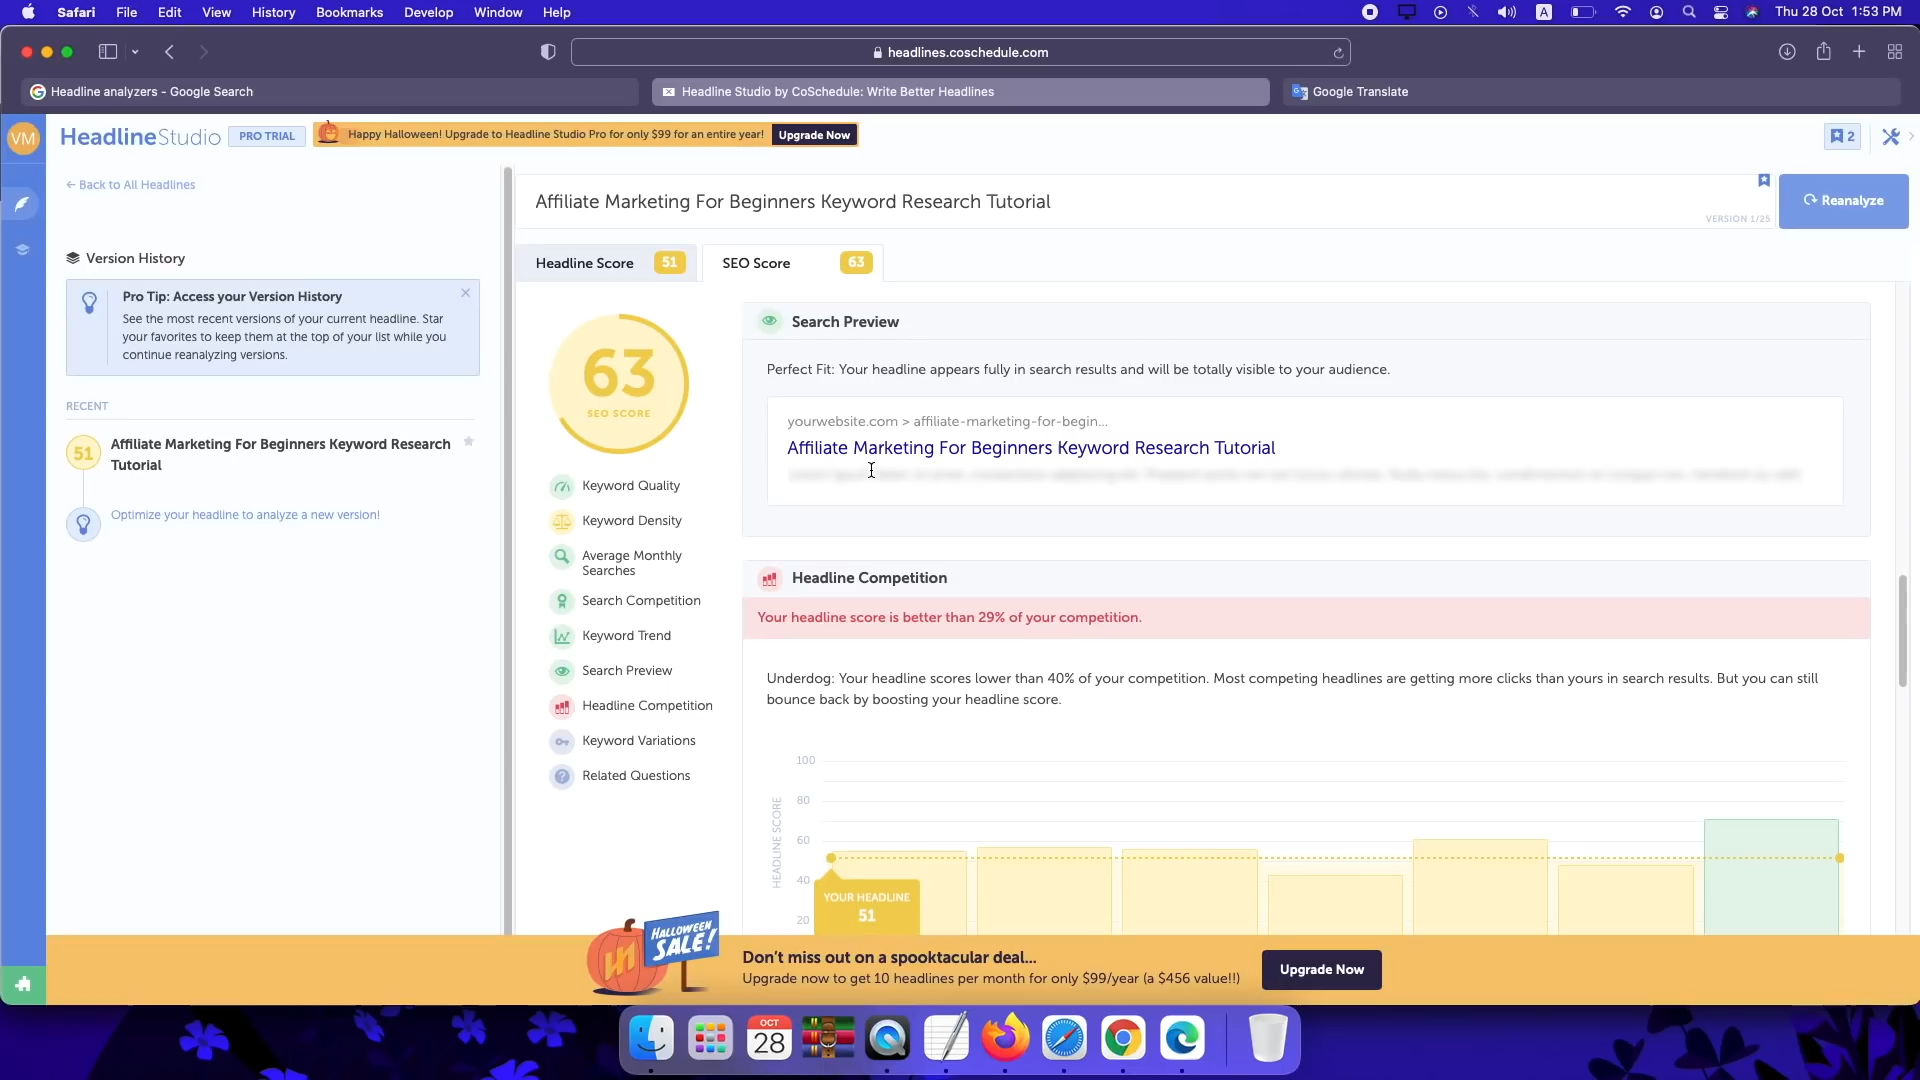 Safari File Edit View History Bookmarks Develop Window Help
A
Thu 28 Oct 1:53 PM
headlines.coschedule.com
Headline analyzers - Google Search
Headline Studio by CoSchedule: Write Better Headlines
Google Translate
VM
HeadlineStudio
PRO TRIAL
Happy Halloween! Upgrade to Headline Studio Pro for only $99 for an entire year!
Upgrade Now
2
← Back to All Headlines
Affiliate Marketing For Beginners Keyword Research Tutorial
VERSION 1/25
Reanalyze
Version History
Pro Tip: Access your Version History
See the most recent versions of your current headline. Star
your favorites to keep them at the top of your list while you
continue reanalyzing versions.
RECENT
51
Affiliate Marketing For Beginners Keyword Research
Tutorial
Optimize your headline to analyze a new version!
Headline Score 51
SEO Score 63
63
SEO SCORE
Keyword Quality
Keyword Density
Average Monthly
Searches
Search Competition
Keyword Trend
Search Preview
Headline Competition
Keyword Variations
Related Questions
Search Preview
Perfect Fit: Your headline appears fully in search results and will be totally visible to your audience.
yourwebsite.com > affiliate-marketing-for-begin...
Affiliate Marketing For Beginners Keyword Research Tutorial
Headline Competition
Your headline score is better than 29% of your competition.
Underdog: Your headline scores lower than 40% of your competition. Most competing headlines are getting more clicks than yours in search results. But you can still
bounce back by boosting your headline score.
HEADLINE SCORE
100
80
60
40
20
YOUR HEADLINE
51
HALLOWEEN
SALE!
Don't miss out on a spooktacular deal...
Upgrade now to get 10 headlines per month for only $99/year (a $456 value!!)
Upgrade Now
OCT
28